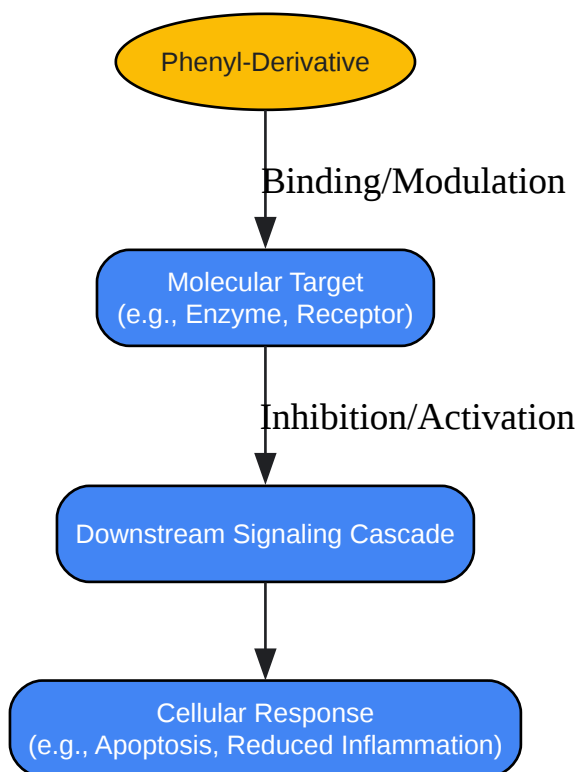 Phenyl-Derivative
Binding/Modulation
Molecular Target
(e.g., Enzyme, Receptor)
Inhibition/Activation
Downstream Signaling Cascade
Cellular Response
(e.g., Apoptosis, Reduced Inflammation)